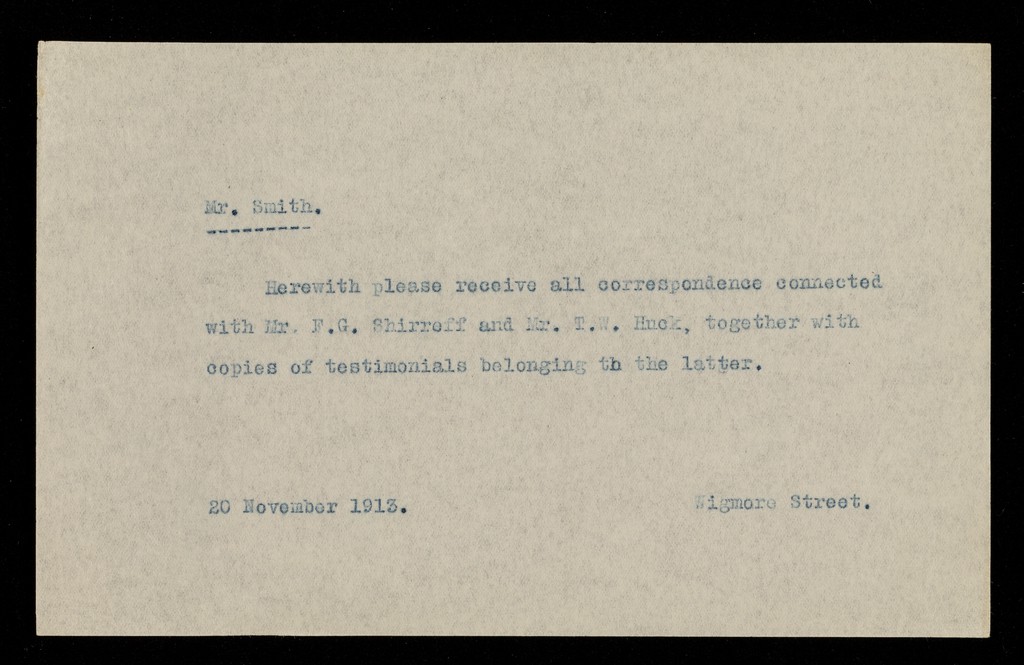 Mr. Smith.
Herewith please receive all correspondence connected
with Mr. F.G. Shirreff and Mr. T.W. Huck, together with
copies of testimonials belonging th the latter.
20 November 1913. Wigmore Street.